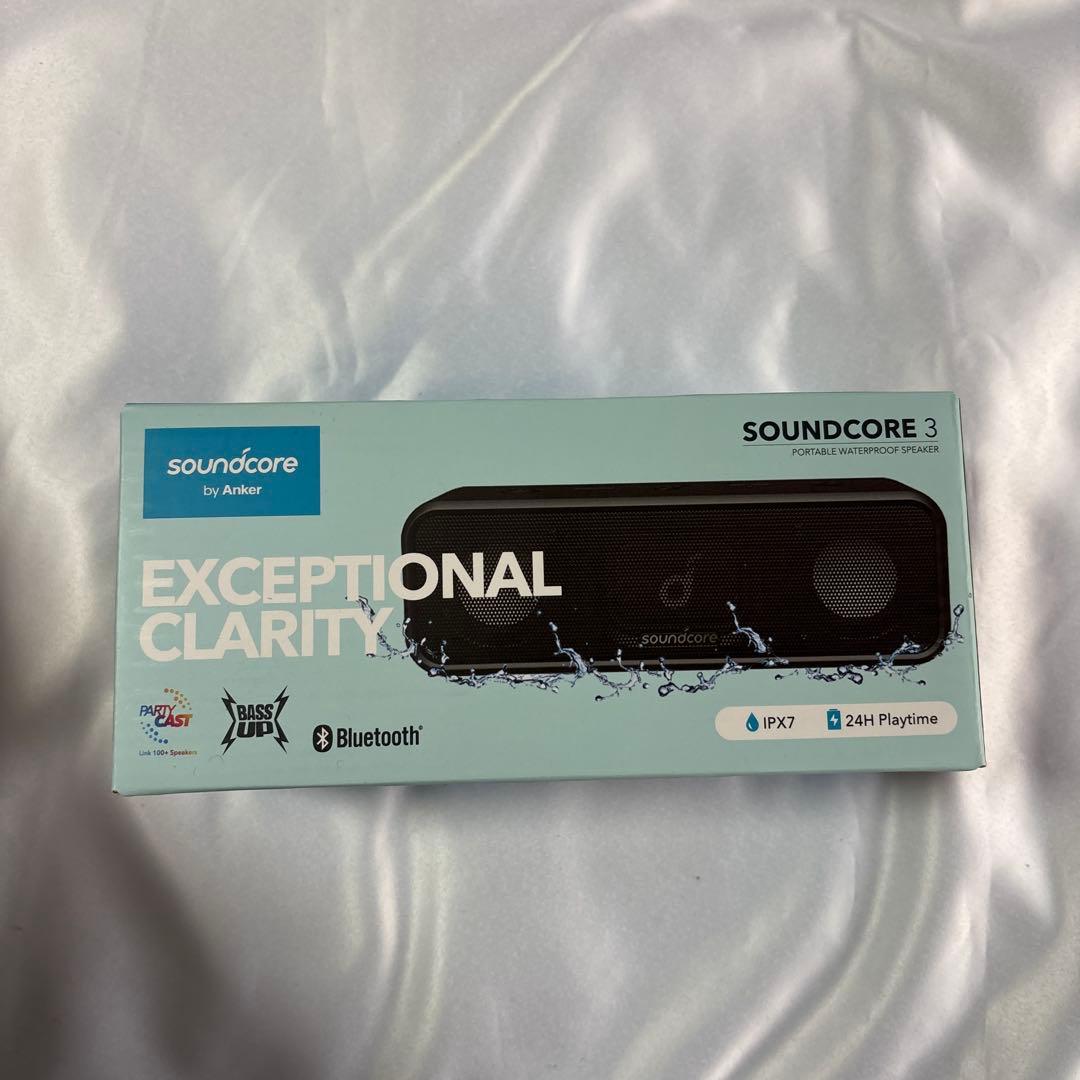 soundcore
by Anker
SOUNDCORE 3
PORTABLE WATERPROOF SPEAKER
EXCEPTIONAL
CLARITY
soundcore
PARTY
CAST
Link 100+ Speakers
BASS
UP
Bluetooth®
IPX7
24H Playtime